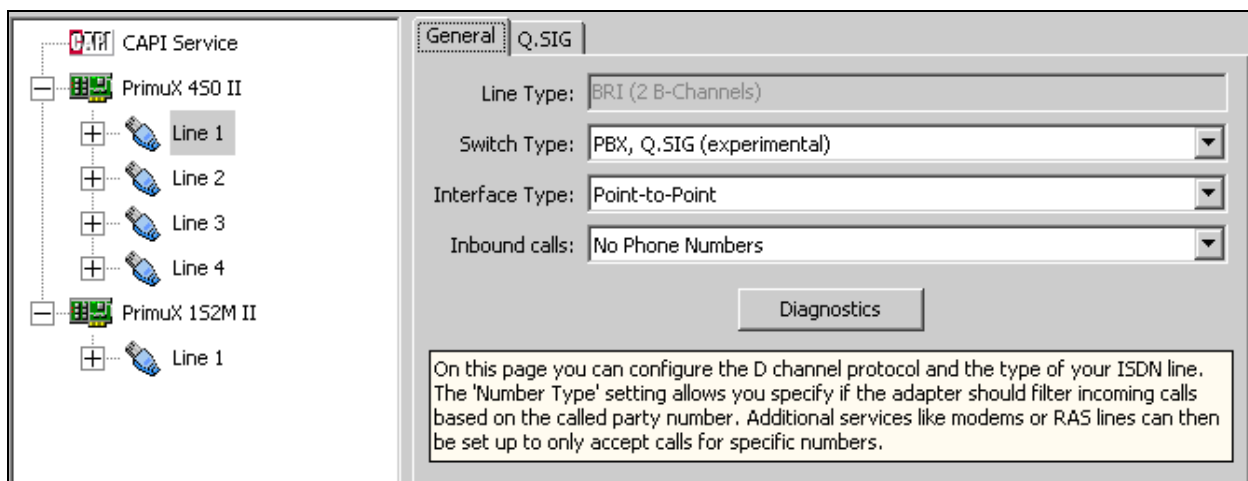 CAPI CAPI Service
PrimuX 4S0 II
Line 1
Line 2
Line 3
Line 4
PrimuX 1S2M II
Line 1
General
Q.SIG
Line Type: BRI (2 B-Channels)
Switch Type: PBX, Q.SIG (experimental)
Interface Type: Point-to-Point
Inbound calls: No Phone Numbers
Diagnostics
On this page you can configure the D channel protocol and the type of your ISDN line.
The 'Number Type' setting allows you specify if the adapter should filter incoming calls
based on the called party number. Additional services like modems or RAS lines can then
be set up to only accept calls for specific numbers.